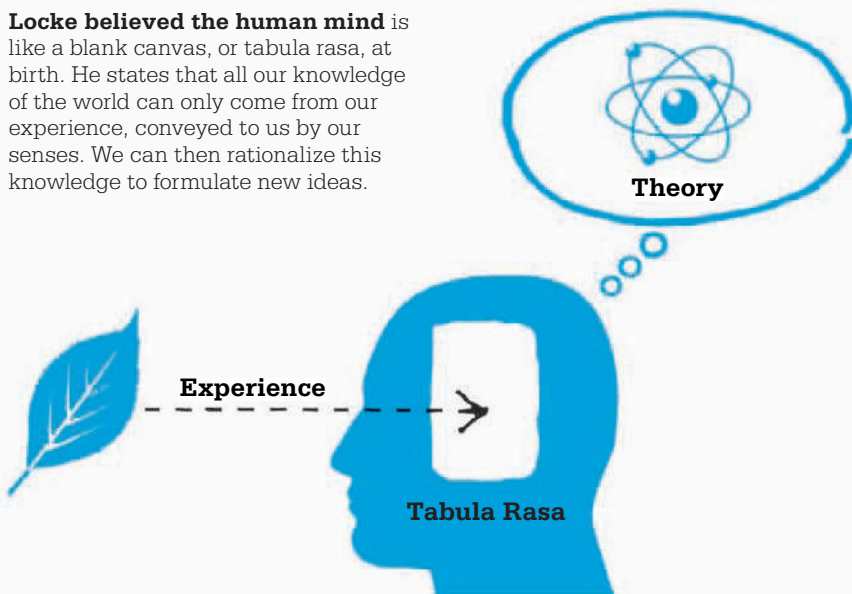 Locke believed the human mind is
like a blank canvas, or tabula rasa, at
birth. He states that all our knowledge
of the world can only come from our
experience, conveyed to us by our
senses. We can then rationalize this
knowledge to formulate new ideas.
Theory
Experience
Tabula Rasa